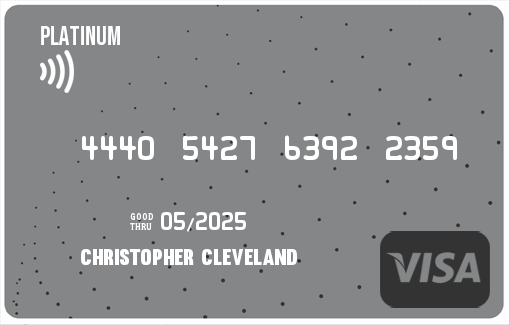 PLATINUM
4440 5427 6392 2359
GOOD THRU 05/2025
CHRISTOPHER CLEVELAND
VISA